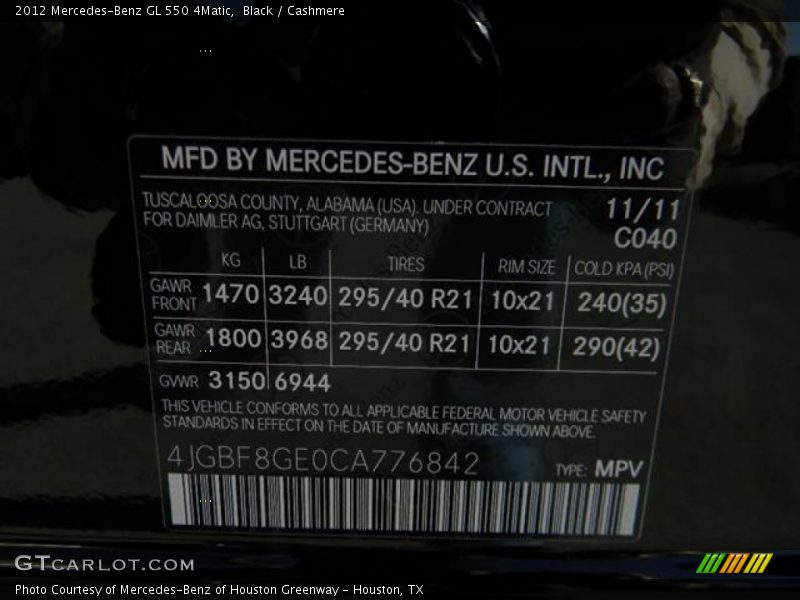 2012 Mercedes-Benz GL 550 4Matic,  Black / Cashmere
MFD BY MERCEDES-BENZ U.S. INTL., INC
TUSCALOOSA COUNTY, ALABAMA (USA). UNDER CONTRACT 11/11
FOR DAIMLER AG, STUTTGART (GERMANY) C040
KG LB TIRES RIM SIZE COLD KPA (PSI)
GAWR FRONT 1470 3240 295/40 R21 10x21 240(35)
GAWR REAR 1800 3968 295/40 R21 10x21 290(42)
GVWR 3150 6944
THIS VEHICLE CONFORMS TO ALL APPLICABLE FEDERAL MOTOR VEHICLE SAFETY
STANDARDS IN EFFECT ON THE DATE OF MANUFACTURE SHOWN ABOVE.
4JGBF8GE0CA776842 TYPE: MPV
GTCARLOT.COM
Photo Courtesy of Mercedes-Benz of Houston Greenway - Houston, TX